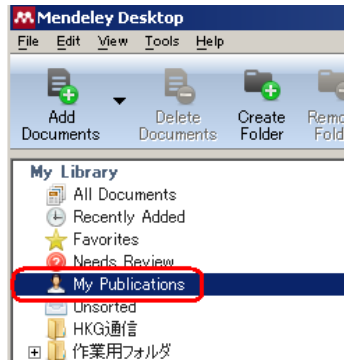 Mendeley Desktop
File Edit View Tools Help
Add Documents
Delete Documents
Create Folder
My Library
All Documents
Recently Added
Favorites
Needs Review
My Publications
Unsorted
HKG通信
作業用フォルダ